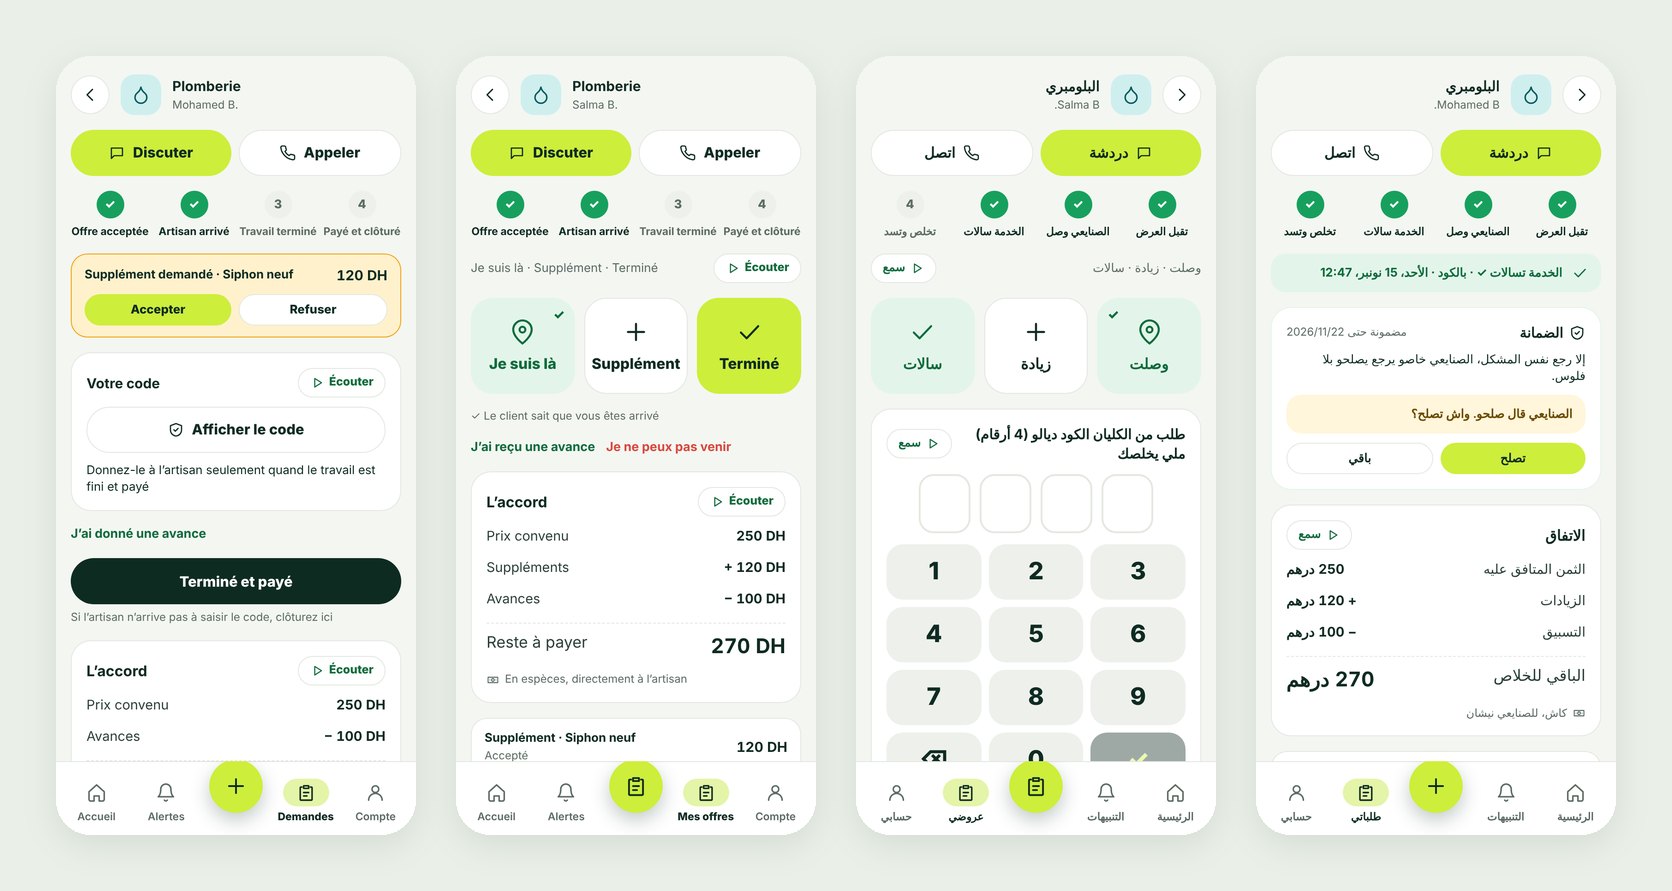 Plomberie
Mohamed B.
Discuter
Appeler
3
4
Offre acceptée
Artisan arrivé
Travail terminé
Payé et clôturé
Supplément demandé · Siphon neuf
120 DH
Accepter
Refuser
Votre code
Écouter
Afficher le code
Donnez-le à l’artisan seulement quand le travail est
fini et payé
J’ai donné une avance
Terminé et payé
Si l’artisan n’arrive pas à saisir le code, clôturez ici
L’accord
Écouter
Prix convenu
250 DH
Avances
− 100 DH
Accueil
Alertes
Demandes
Compte
Plomberie
Salma B.
Discuter
Appeler
3
4
Offre acceptée
Artisan arrivé
Travail terminé
Payé et clôturé
Je suis là · Supplément · Terminé
Écouter
Je suis là
Supplément
Terminé
✓ Le client sait que vous êtes arrivé
J’ai reçu une avance
Je ne peux pas venir
L’accord
Écouter
Prix convenu
250 DH
Suppléments
+ 120 DH
Avances
− 100 DH
Reste à payer
270 DH
En espèces, directement à l’artisan
Supplément · Siphon neuf
Accepté
120 DH
Accueil
Alertes
Mes offres
Compte
البلومبري
Salma B.
دردشة
اتصل
4
تقبل العرض
الصنايعي وصل
الخدمة سالات
تخلص وتسد
وصلت · زيادة · سالات
سمع
وصلت
زيادة
سالات
طلب من الكليان الكود ديالو (4 أرقام)
ملي يخلصك
سمع
1
2
3
4
5
6
7
8
9
0
الرئيسية
التنبيهات
عروضي
حسابي
البلومبري
Mohamed B.
دردشة
اتصل
تقبل العرض
الصنايعي وصل
الخدمة سالات
تخلص وتسد
الخدمة تسالات ✓ · بالكود · الأحد، 15 نونبر، 12:47
الضمانة
مضمونة حتى 2026/11/22
إلا رجع نفس المشكل، الصنايعي خاصو يرجع يصلحو بلا
فلوس.
الصنايعي قال صلحو. واش تصلح؟
تصلح
باقي
الاتفاق
سمع
الثمن المتافق عليه
250 درهم
الزيادات
+ 120 درهم
التسبيق
− 100 درهم
الباقي للخلاص
270 درهم
كاش، للصنايعي نيشان
الرئيسية
التنبيهات
طلباتي
حسابي